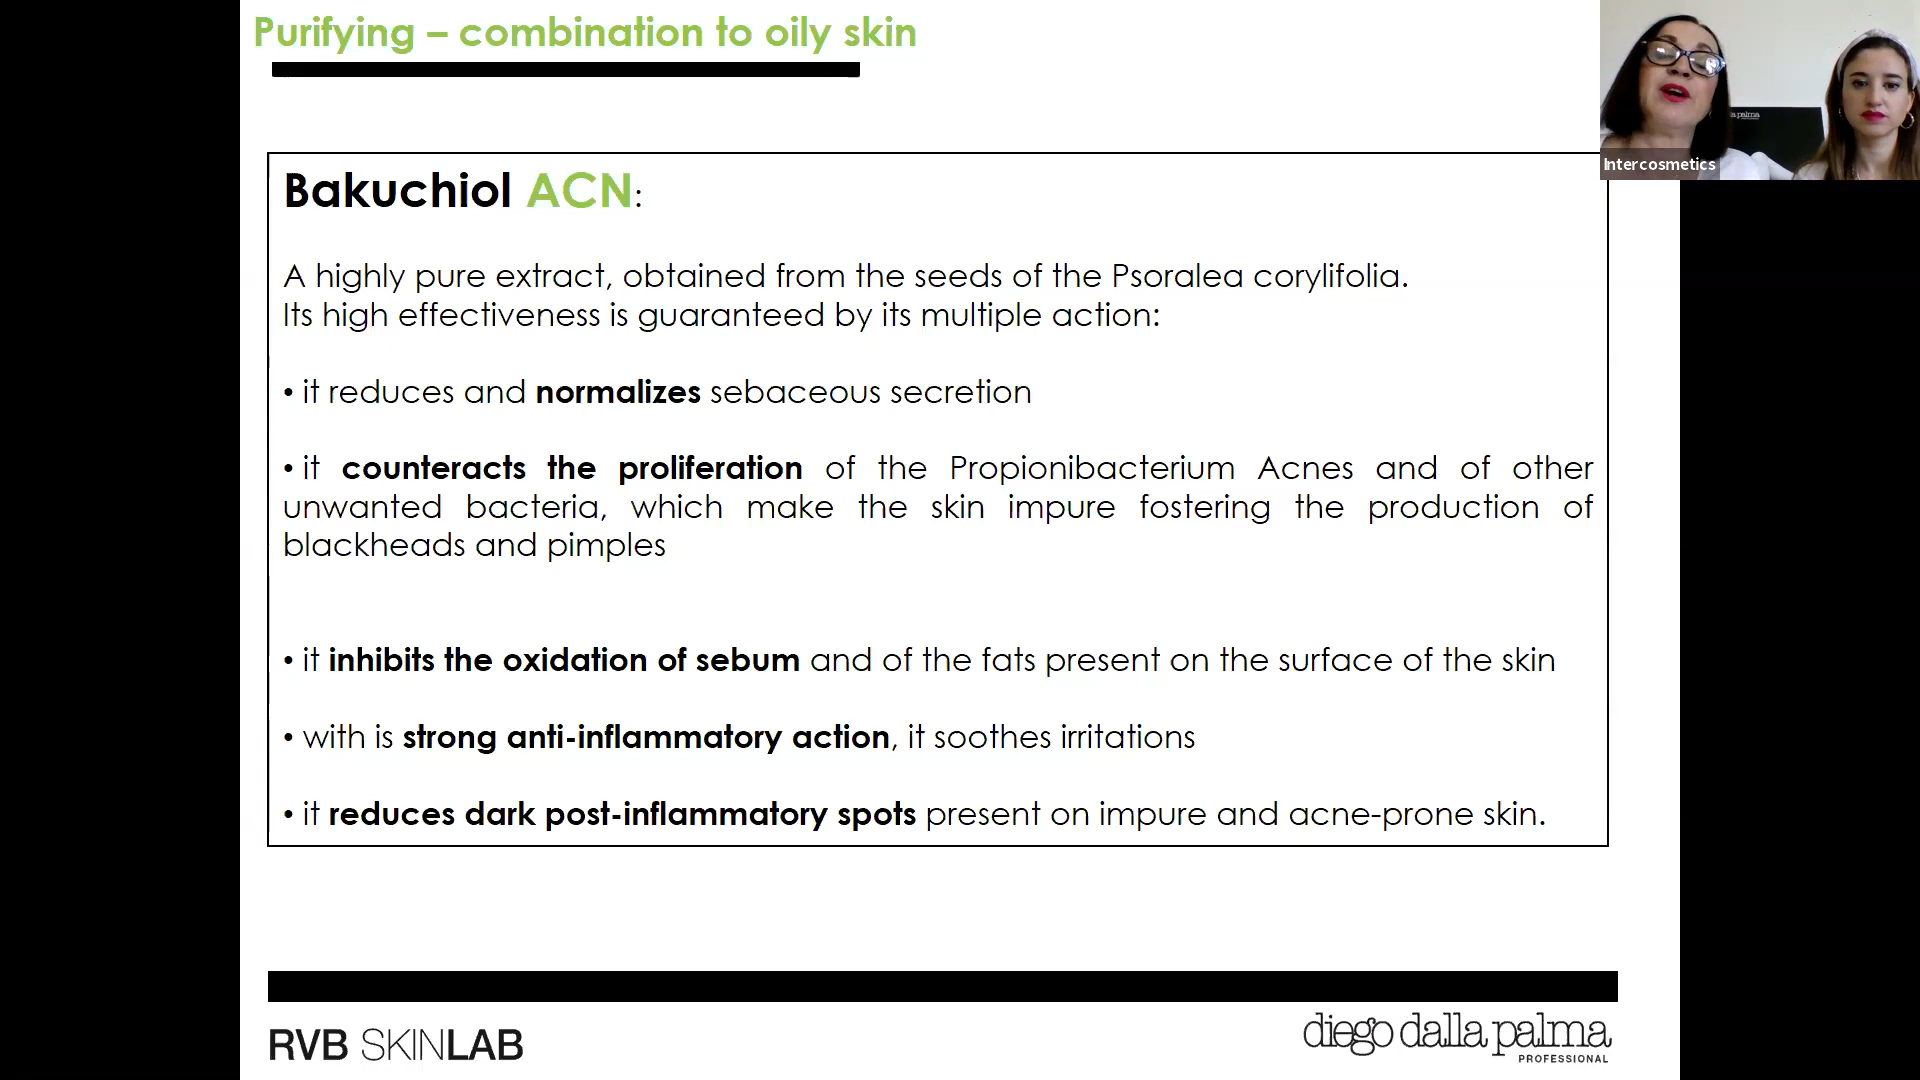 Purifying – combination to oily skin
Bakuchiol ACN:
A highly pure extract, obtained from the seeds of the Psoralea corylifolia.
Its high effectiveness is guaranteed by its multiple action:
• it reduces and normalizes sebaceous secretion
• it counteracts the proliferation of the Propionibacterium Acnes and of other
unwanted bacteria, which make the skin impure fostering the production of
blackheads and pimples
• it inhibits the oxidation of sebum and of the fats present on the surface of the skin
• with is strong anti-inflammatory action, it soothes irritations
• it reduces dark post-inflammatory spots present on impure and acne-prone skin.
RVB SKINLAB
diego dalla palma
PROFESSIONAL
palma
Intercosmetics